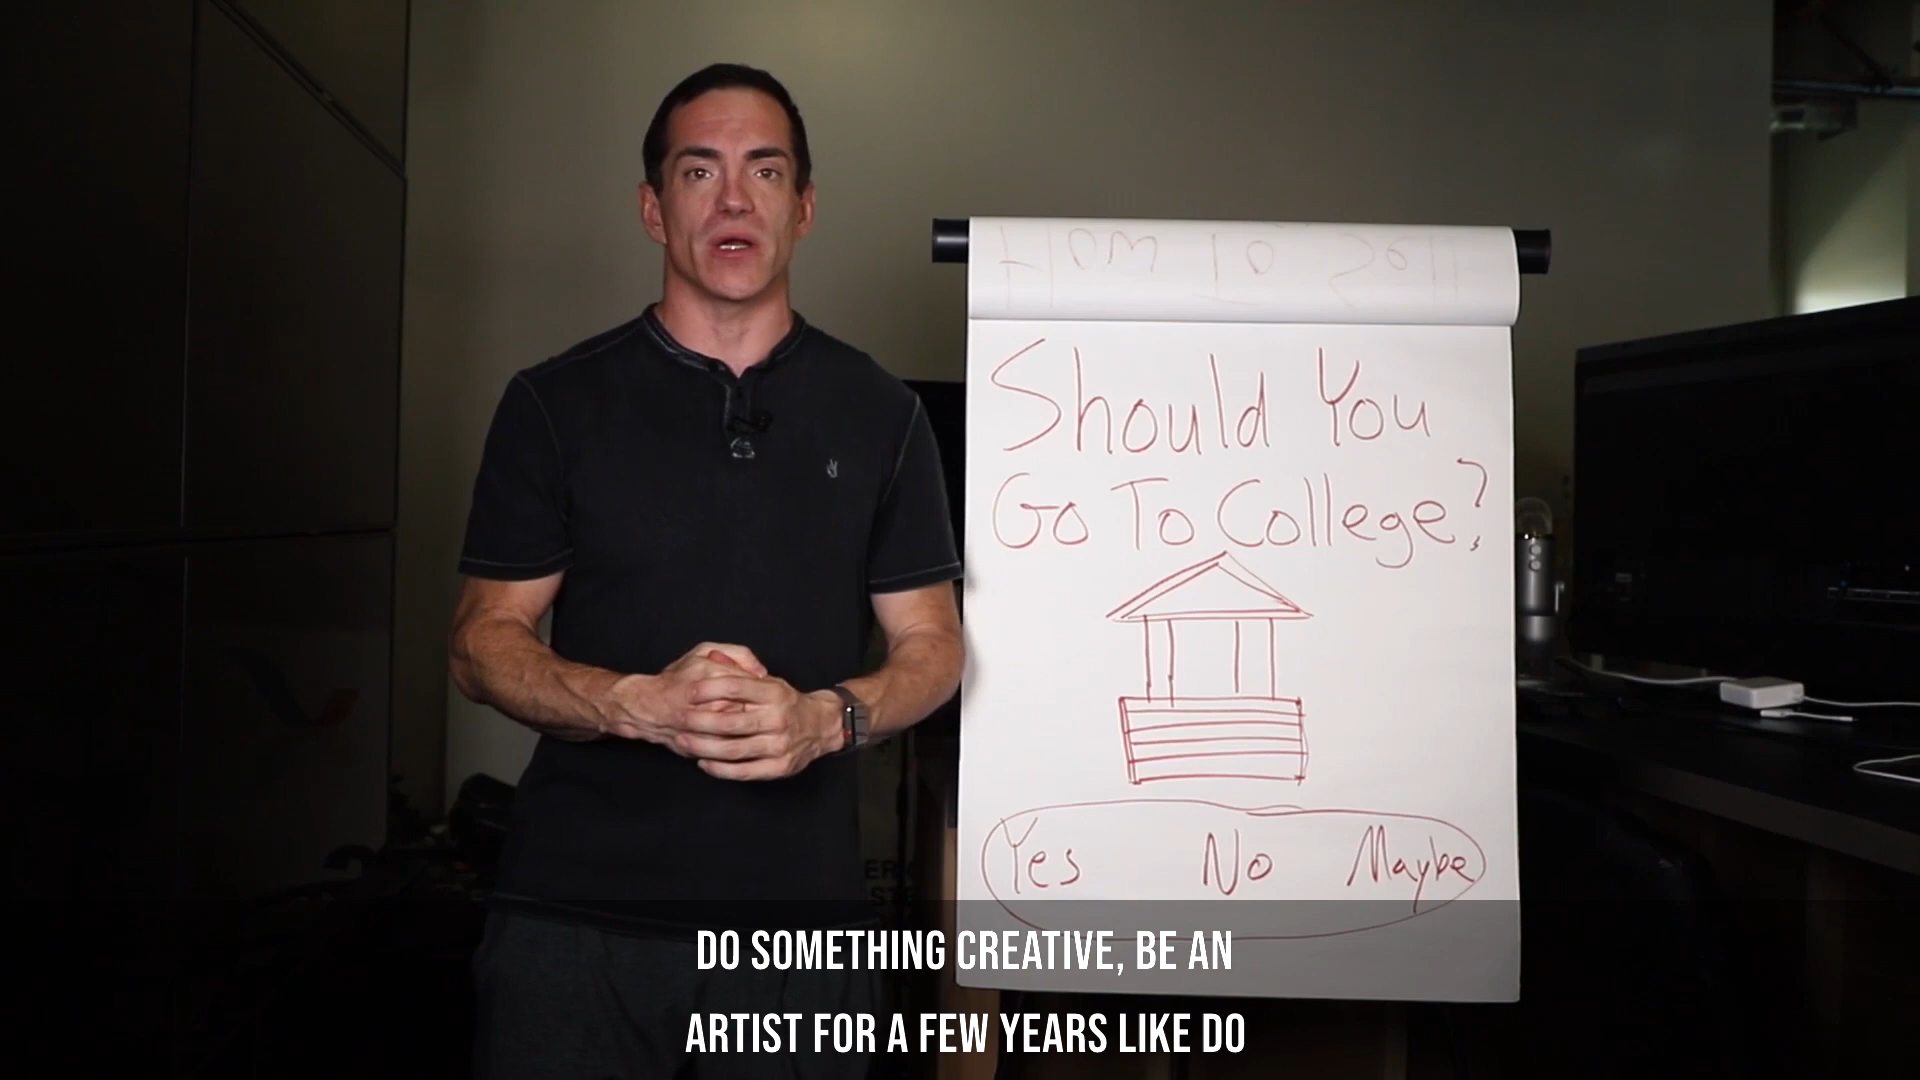 Should You
Go To College?
Yes No Maybe
DO SOMETHING CREATIVE, BE AN
ARTIST FOR A FEW YEARS LIKE DO